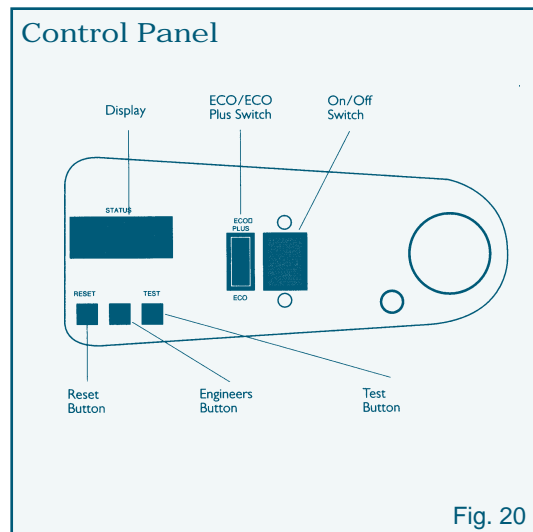 Control Panel
ECO/ECO
Plus Switch
On/Off
Switch
Display
STATUS
ECO▯
PLUS
ECO
RESET
TEST
Reset
Button
Engineers
Button
Test
Button
Fig. 20